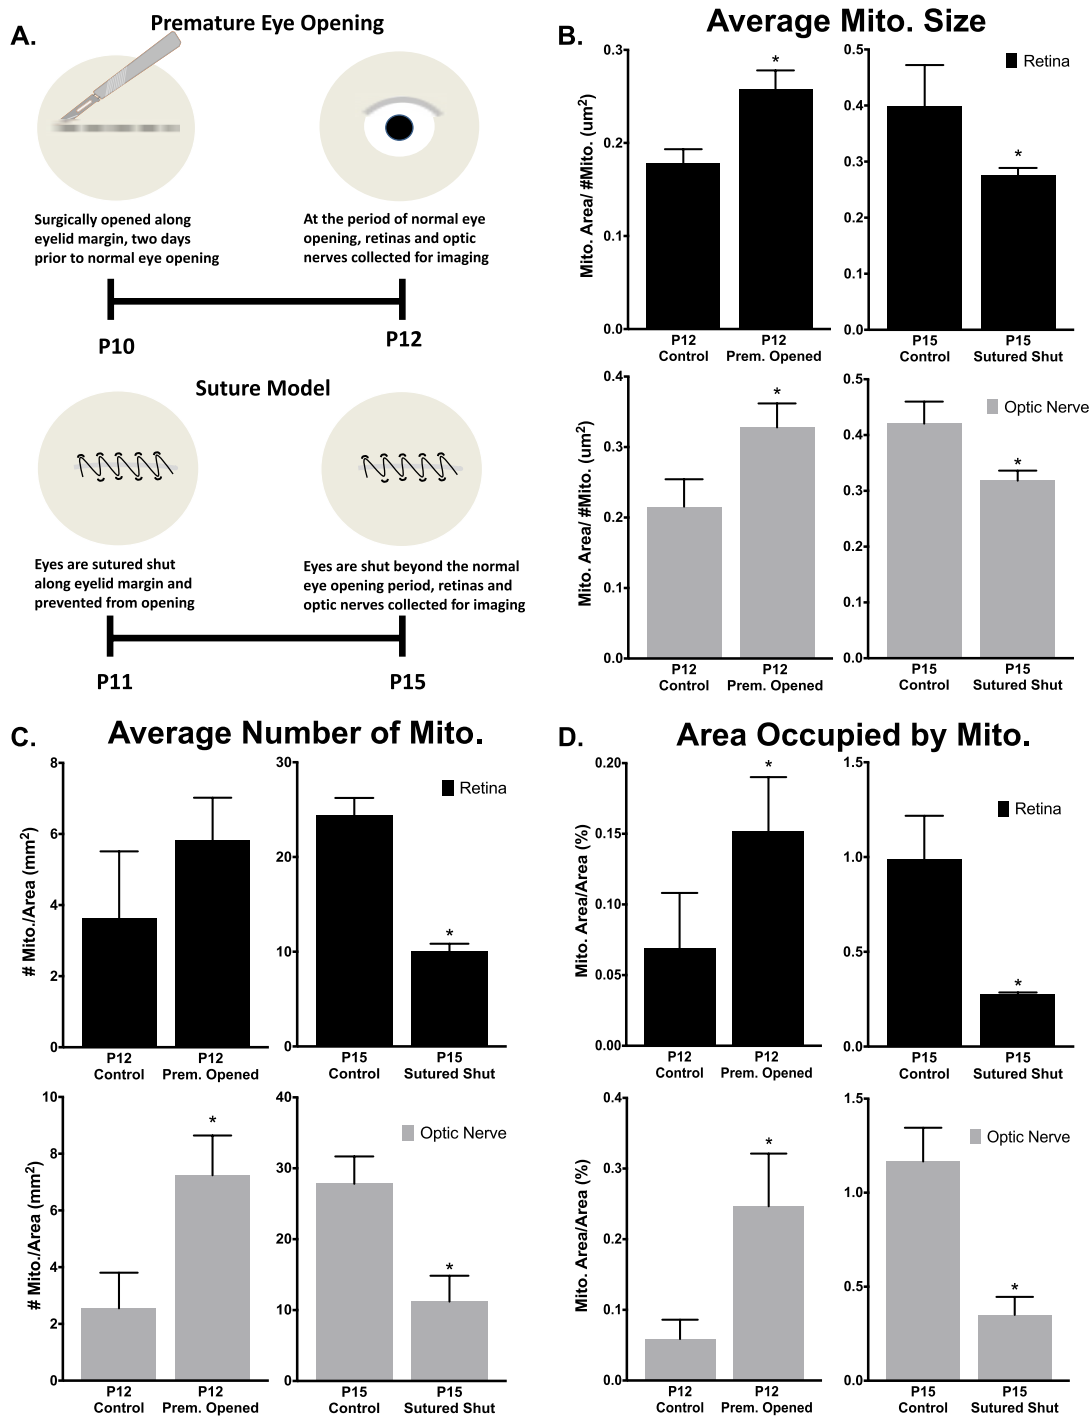 A.
Premature Eye Opening
Surgically opened along
eyelid margin, two days
prior to normal eye opening
At the period of normal eye
opening, retinas and optic
nerves collected for imaging
P10
P12
Suture Model
Eyes are sutured shut
along eyelid margin and
prevented from opening
Eyes are shut beyond the normal
eye opening period, retinas and
optic nerves collected for imaging
P11
P15
B.
Average Mito. Size
Mito. Area/ #Mito. (um²)
0.3
0.2
0.1
0.0
*
P12
Control
P12
Prem. Opened
0.5
0.4
0.3
0.2
0.1
0.0
Retina
*
P15
Control
P15
Sutured Shut
Mito. Area/ #Mito. (um²)
0.4
0.3
0.2
0.1
0.0
*
P12
Control
P12
Prem. Opened
0.5
0.4
0.3
0.2
0.1
0.0
Optic Nerve
*
P15
Control
P15
Sutured Shut
C.
Average Number of Mito.
# Mito./Area (mm²)
8
6
4
2
0
P12
Control
P12
Prem. Opened
30
20
10
0
Retina
*
P15
Control
P15
Sutured Shut
# Mito./Area (mm²)
10
8
6
4
2
0
*
P12
Control
P12
Prem. Opened
40
30
20
10
0
Optic Nerve
*
P15
Control
P15
Sutured Shut
D.
Area Occupied by Mito.
Mito. Area/Area (%)
0.20
0.15
0.10
0.05
0.00
*
P12
Control
P12
Prem. Opened
1.5
1.0
0.5
0.0
Retina
*
P15
Control
P15
Sutured Shut
Mito. Area/Area (%)
0.4
0.3
0.2
0.1
0.0
*
P12
Control
P12
Prem. Opened
1.5
1.0
0.5
0.0
Optic Nerve
*
P15
Control
P15
Sutured Shut